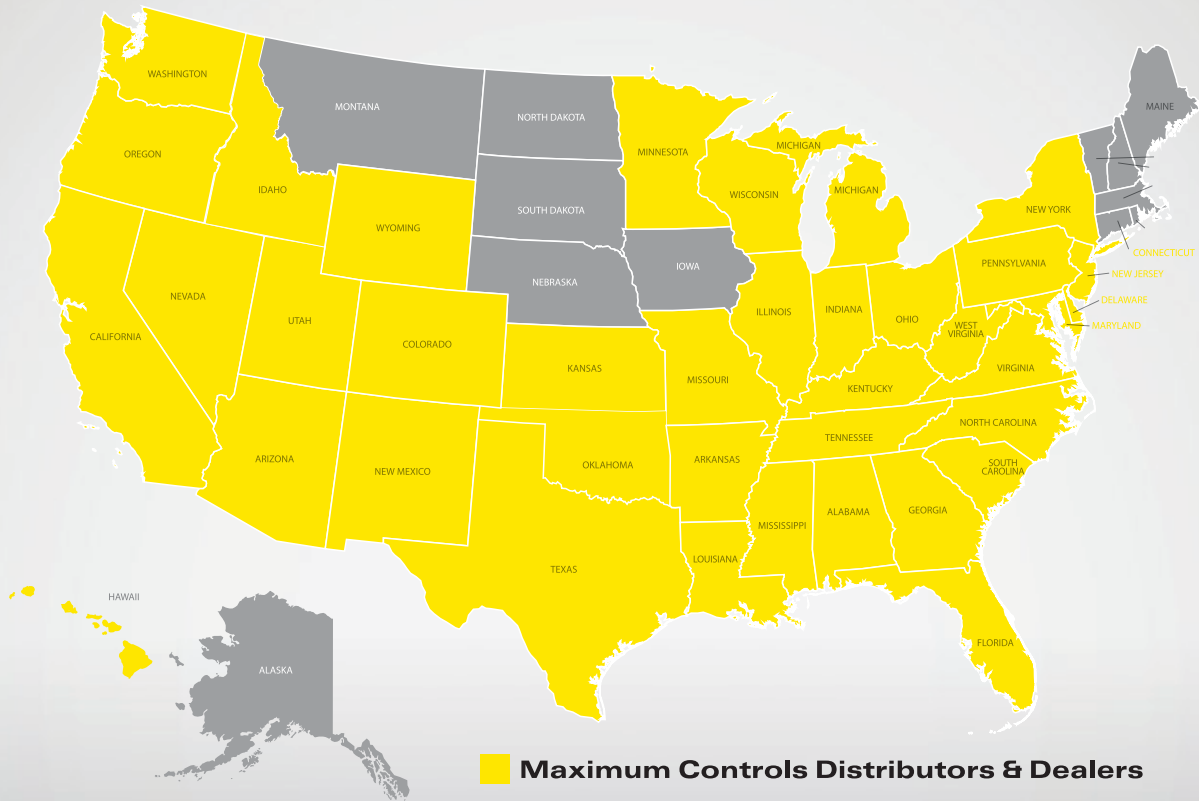 WASHINGTON
MONTANA
NORTH DAKOTA
MINNESOTA
MICHIGAN
MAINE
OREGON
IDAHO
WISCONSIN
MICHIGAN
SOUTH DAKOTA
NEW YORK
WYOMING
CONNECTICUT
IOWA
PENNSYLVANIA
NEW JERSEY
NEBRASKA
NEVADA
DELAWARE
UTAH
ILLINOIS
INDIANA
OHIO
WEST
VIRGINIA
MARYLAND
CALIFORNIA
COLORADO
KANSAS
MISSOURI
KENTUCKY
VIRGINIA
NORTH CAROLINA
TENNESSEE
ARIZONA
NEW MEXICO
OKLAHOMA
ARKANSAS
SOUTH
CAROLINA
MISSISSIPPI
ALABAMA
GEORGIA
TEXAS
LOUISIANA
HAWAII
FLORIDA
ALASKA
Maximum Controls Distributors & Dealers